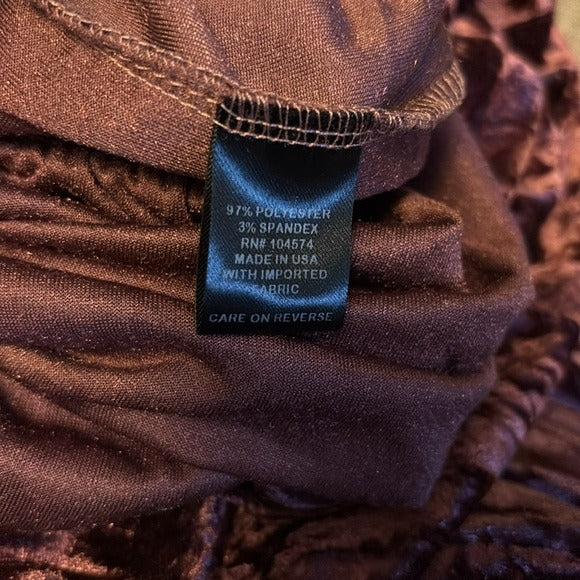 97% POLYESTER
3% SPANDEX
RN# 104574
MADE IN USA
WITH IMPORTED
FABRIC
CARE ON REVERSE